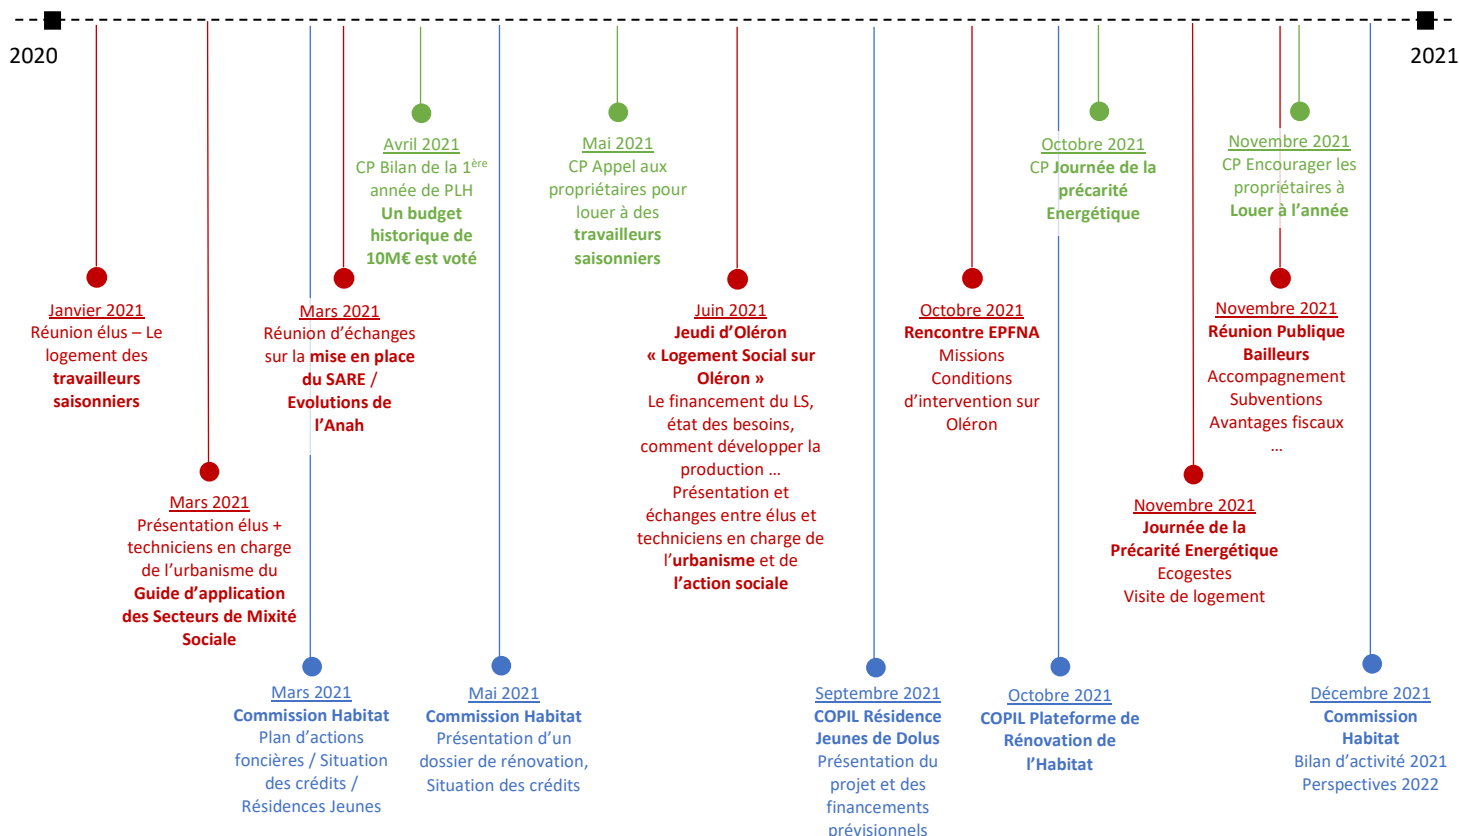 2020
2021
Avril 2021
CP Bilan de la 1ère
année de PLH
Un budget
historique de
10M€ est voté
Mai 2021
CP Appel aux
propriétaires pour
louer à des
travailleurs
saisonniers
Octobre 2021
CP Journée de la
précarité
Energétique
Novembre 2021
CP Encourager les
propriétaires à
Louer à l’année
Janvier 2021
Réunion élus – Le
logement des
travailleurs
saisonniers
Mars 2021
Réunion d’échanges
sur la mise en place
du SARE /
Evolutions de
l’Anah
Juin 2021
Jeudi d’Oléron
« Logement Social sur
Oléron »
Le financement du LS,
état des besoins,
comment développer la
production …
Présentation et
échanges entre élus et
techniciens en charge de
l’urbanisme et de
l’action sociale
Octobre 2021
Rencontre EPFNA
Missions
Conditions
d’intervention sur
Oléron
Novembre 2021
Réunion Publique
Bailleurs
Accompagnement
Subventions
Avantages fiscaux
…
Mars 2021
Présentation élus +
techniciens en charge
de l’urbanisme du
Guide d’application
des Secteurs de Mixité
Sociale
Novembre 2021
Journée de la
Précarité Energétique
Ecogestes
Visite de logement
Mars 2021
Commission Habitat
Plan d’actions
foncières / Situation
des crédits /
Résidences Jeunes
Mai 2021
Commission Habitat
Présentation d’un
dossier de rénovation,
Situation des crédits
Septembre 2021
COPIL Résidence
Jeunes de Dolus
Présentation du
projet et des
financements
prévisionnels
Octobre 2021
COPIL Plateforme de
Rénovation de
l’Habitat
Décembre 2021
Commission
Habitat
Bilan d’activité 2021
Perspectives 2022